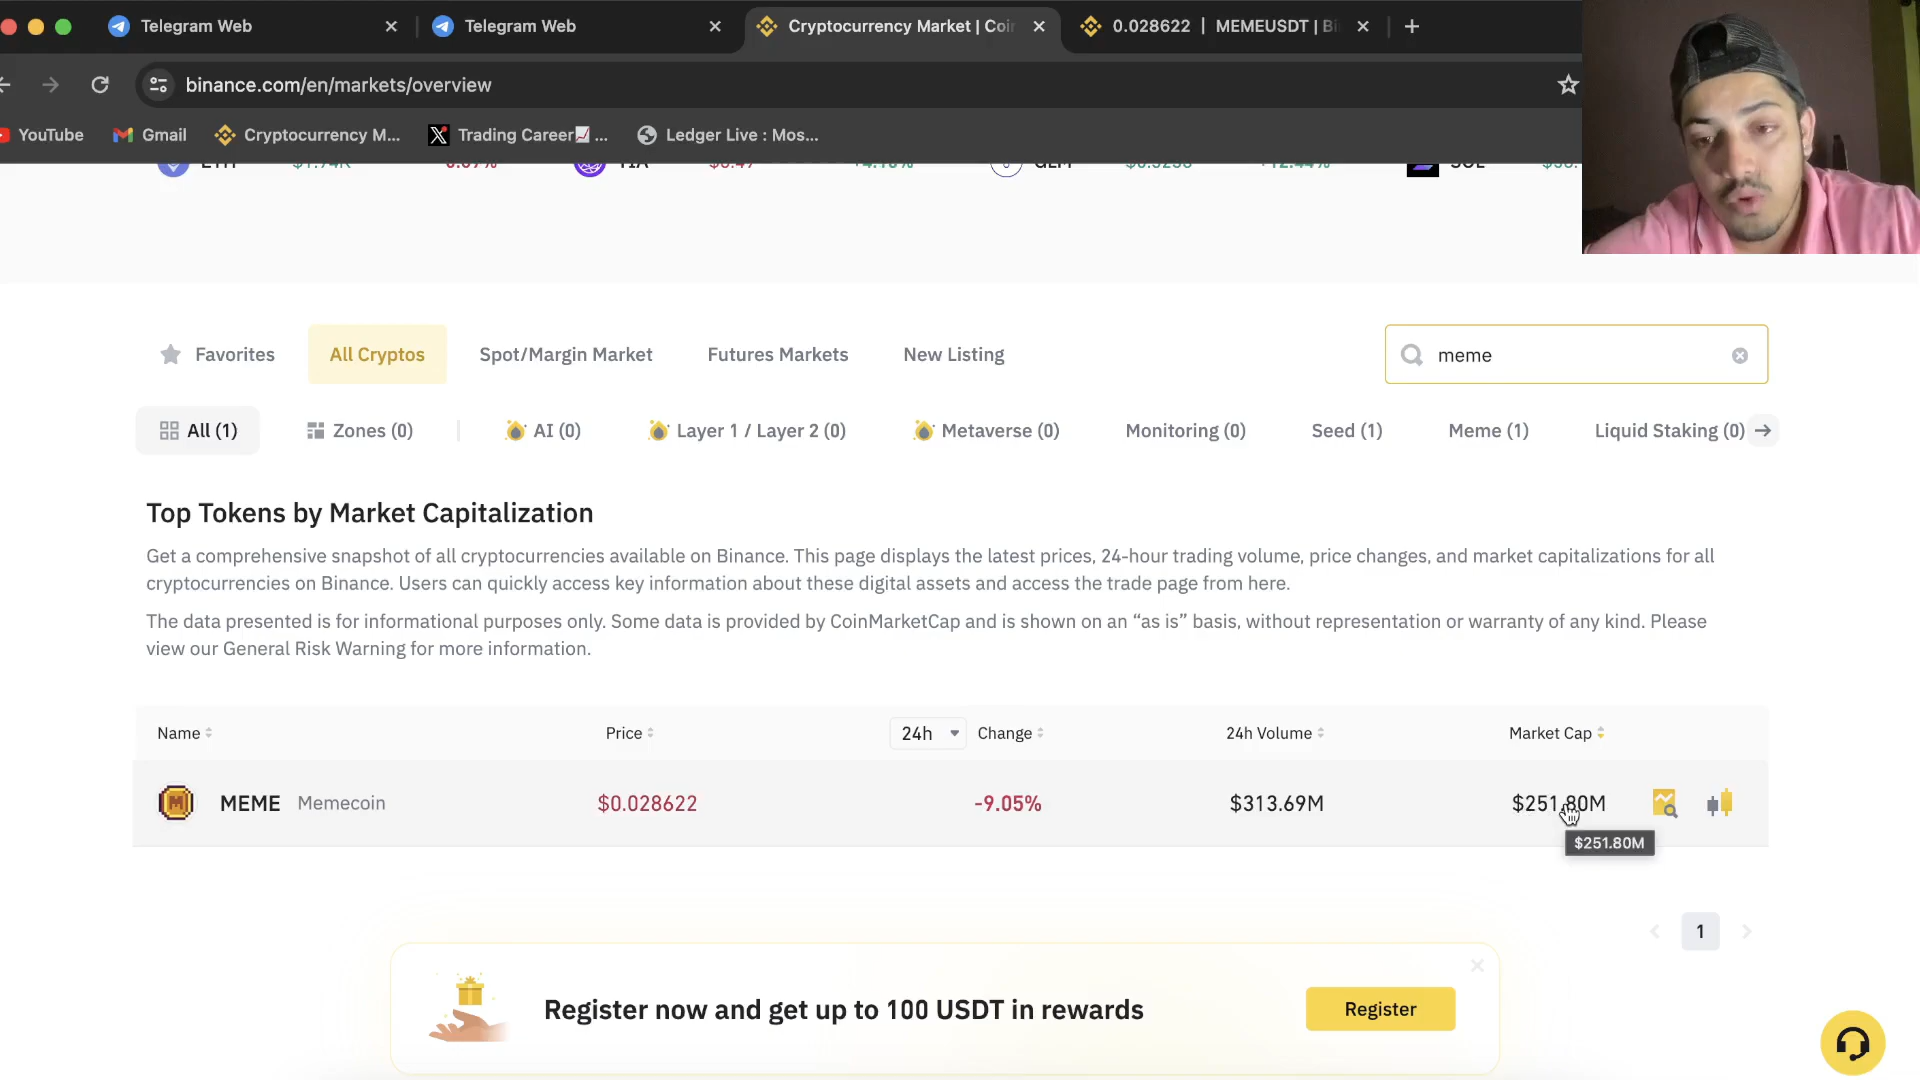 Telegram Web
Telegram Web
Cryptocurrency Market | Coi
0.028622 | MEMEUSDT | Bi
binance.com/en/markets/overview
YouTube
Gmail
Cryptocurrency M...
Trading Career📈 ...
Ledger Live : Mos...
Favorites
All Cryptos
Spot/Margin Market
Futures Markets
New Listing
meme
All (1)
Zones (0)
AI (0)
Layer 1 / Layer 2 (0)
Metaverse (0)
Monitoring (0)
Seed (1)
Meme (1)
Liquid Staking (0)
Top Tokens by Market Capitalization
Get a comprehensive snapshot of all cryptocurrencies available on Binance. This page displays the latest prices, 24-hour trading volume, price changes, and market capitalizations for all
cryptocurrencies on Binance. Users can quickly access key information about these digital assets and access the trade page from here.
The data presented is for informational purposes only. Some data is provided by CoinMarketCap and is shown on an “as is” basis, without representation or warranty of any kind. Please
view our General Risk Warning for more information.
Name
Price
24h
Change
24h Volume
Market Cap
MEME Memecoin
$0.028622
-9.05%
$313.69M
$251.80M
$251.80M
1
Register now and get up to 100 USDT in rewards
Register